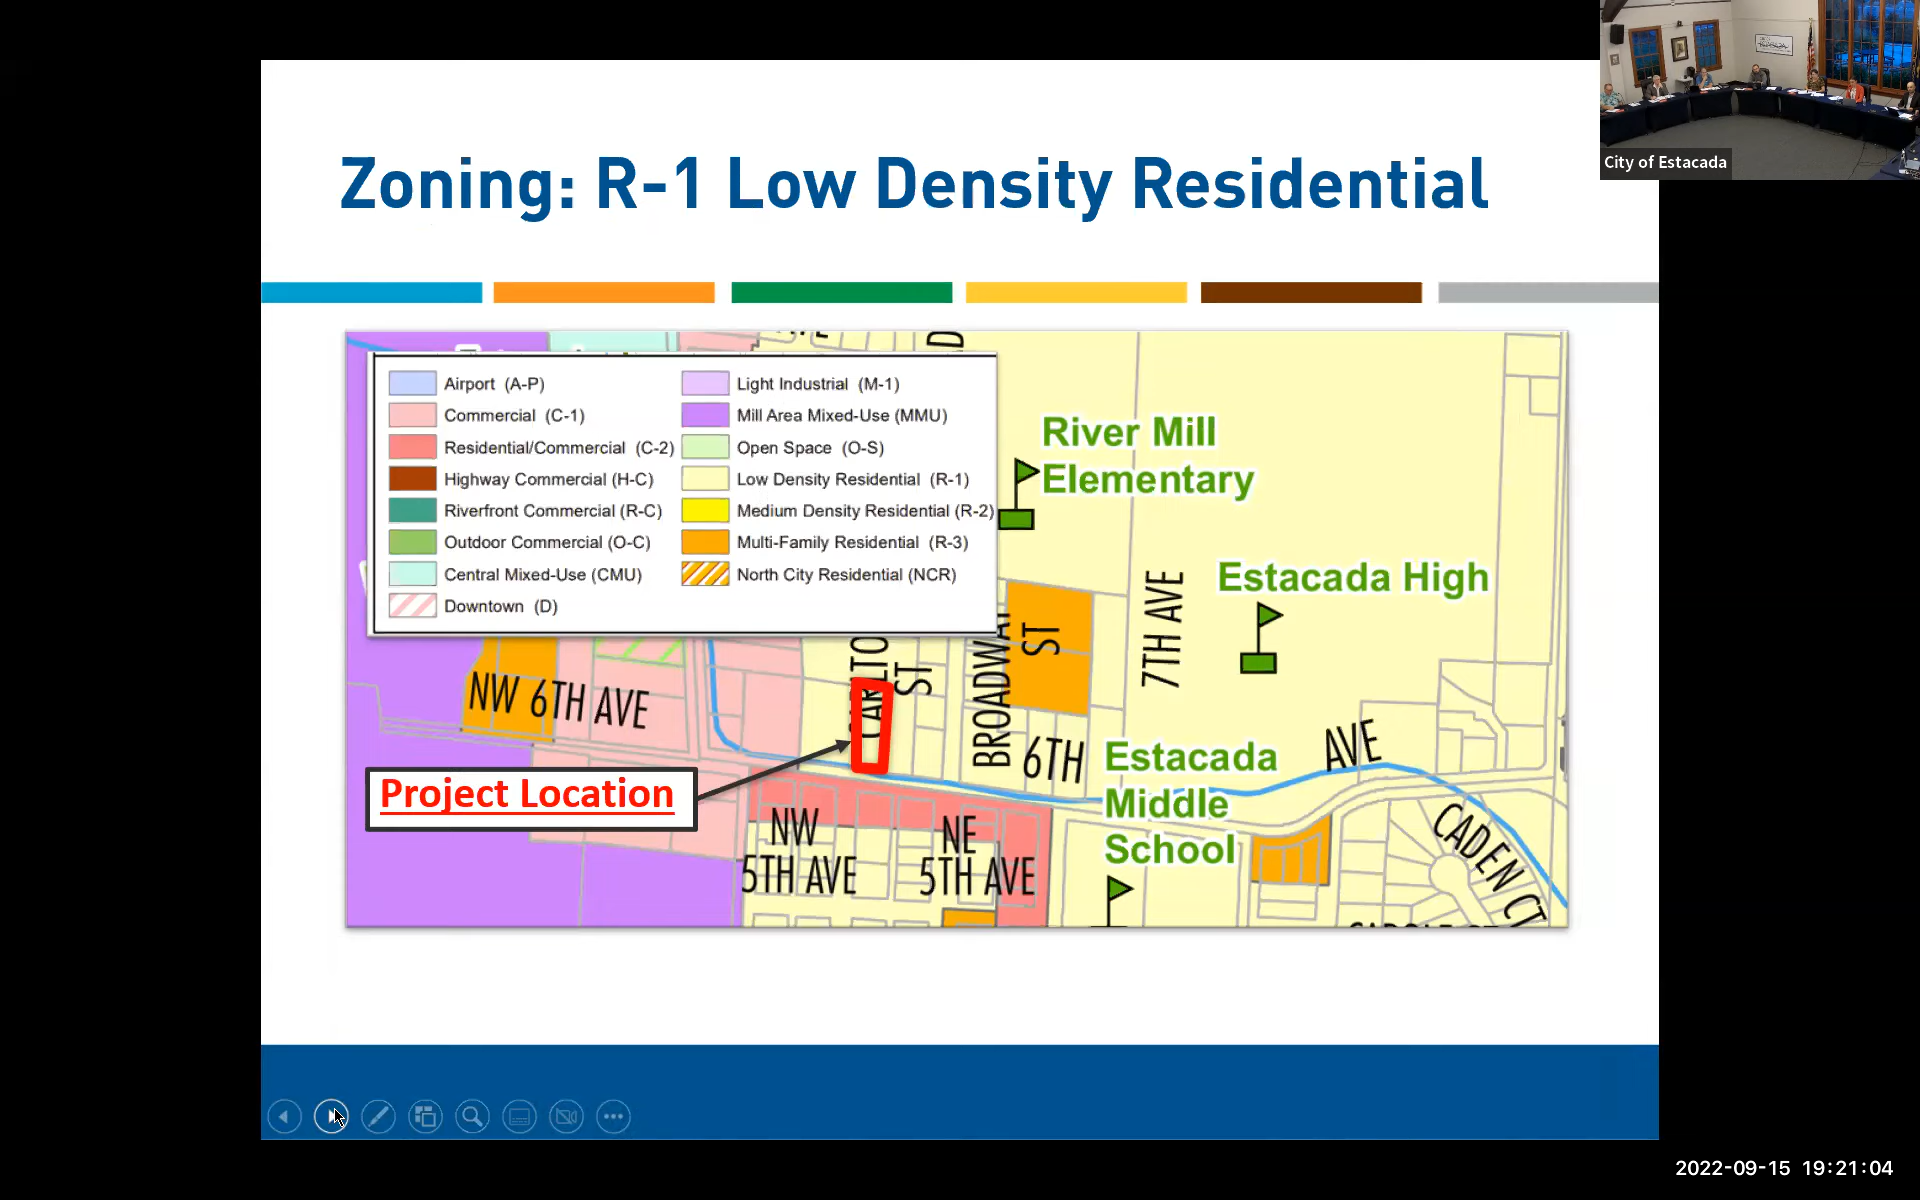 City of Estacada
Zoning: R-1 Low Density Residential
Airport (A-P)
Commercial (C-1)
Residential/Commercial (C-2)
Highway Commercial (H-C)
Riverfront Commercial (R-C)
Outdoor Commercial (O-C)
Central Mixed-Use (CMU)
Downtown (D)
Light Industrial (M-1)
Mill Area Mixed-Use (MMU)
Open Space (O-S)
Low Density Residential (R-1)
Medium Density Residential (R-2)
Multi-Family Residential (R-3)
North City Residential (NCR)
River Mill
Elementary
Estacada High
7TH AVE
BROADWAY
ST
ST
NW 6TH AVE
6TH
AVE
Estacada
Middle
School
Project Location
NW
5TH AVE
NE
5TH AVE
CADEN CT
2022-09-15 19:21:04